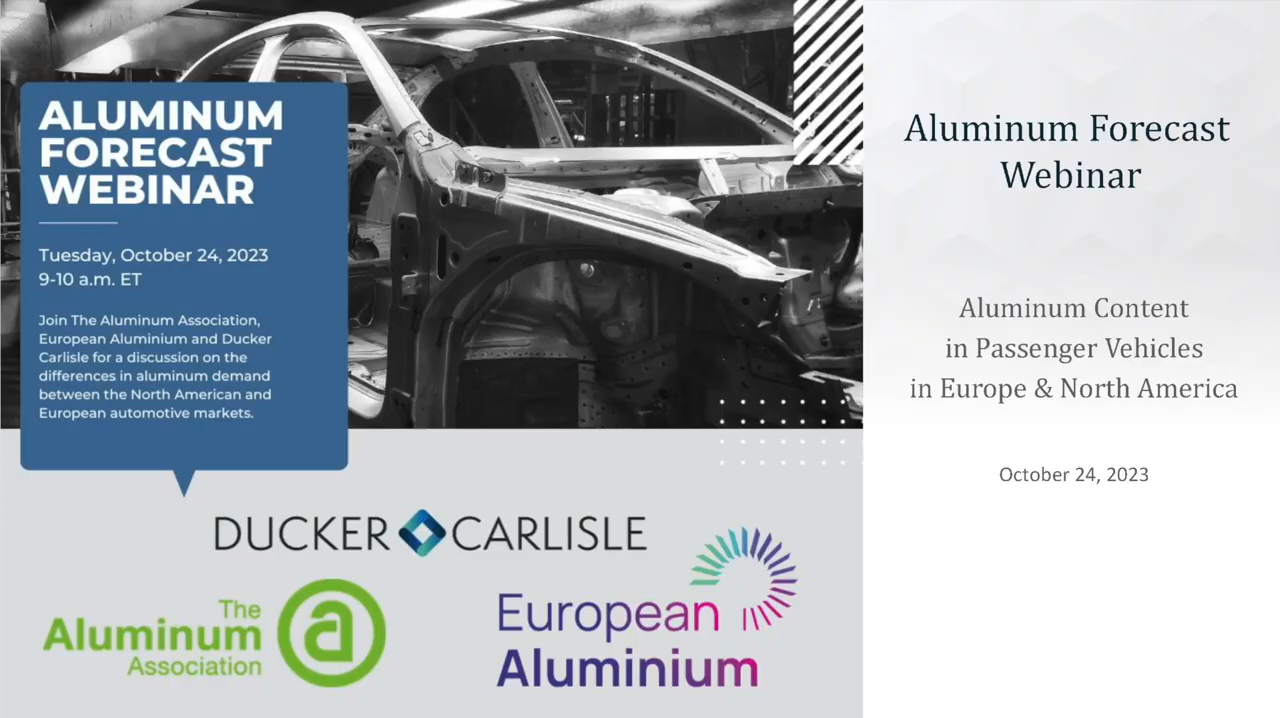 ALUMINUM
FORECAST
WEBINAR
Tuesday, October 24, 2023
9-10 a.m. ET
Join The Aluminum Association,
European Aluminium and Ducker
Carlisle for a discussion on the
differences in aluminum demand
between the North American and
European automotive markets.
DUCKER CARLISLE
The
Aluminum
Association
a
European
Aluminium
Aluminum Forecast
Webinar
Aluminum Content
in Passenger Vehicles
in Europe & North America
October 24, 2023